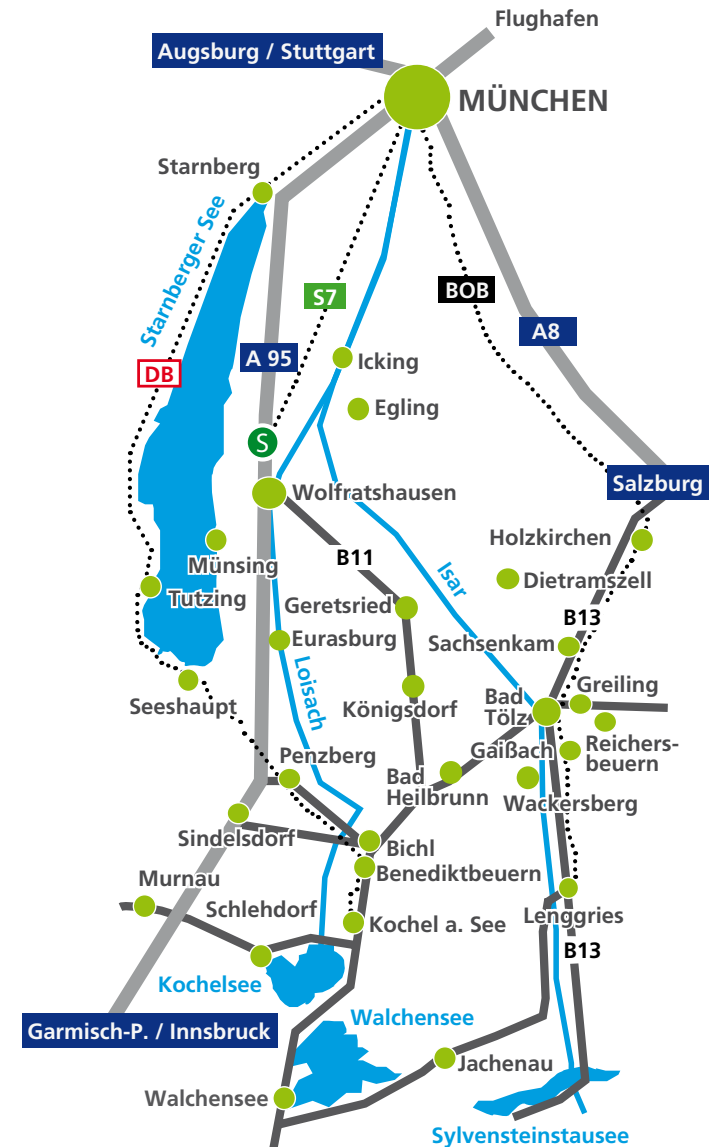 Flughafen
Augsburg / Stuttgart
MÜNCHEN
Starnberg
Starnberger See
S7
BOB
A 95
A8
DB
Icking
Egling
S
Salzburg
Wolfratshausen
Holzkirchen
Münsing
B11
Isar
Dietramszell
Tutzing
Geretsried
B13
Eurasburg
Sachsenkam
Loisach
Greiling
Seeshaupt
Königsdorf
Bad
Tölz
Gaißach
Reichers-
beuern
Penzberg
Bad
Heilbrunn
Wackersberg
Sindelsdorf
Bichl
Benediktbeuern
Murnau
Schlehdorf
Kochel a. See
Lenggries
B13
Kochelsee
Walchensee
Garmisch-P. / Innsbruck
Jachenau
Walchensee
Sylvensteinstausee